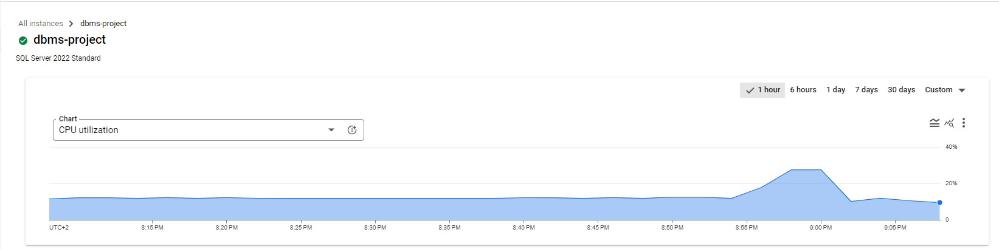 All instances > dbms-project
dbms-project
SQL Server 2022 Standard
1 hour 6 hours 1 day 7 days 30 days Custom
Chart
CPU utilization
40%
20%
0
UTC+2 8:15 PM 8:20 PM 8:25 PM 8:30 PM 8:35 PM 8:40 PM 8:45 PM 8:50 PM 8:55 PM 9:00 PM 9:05 PM